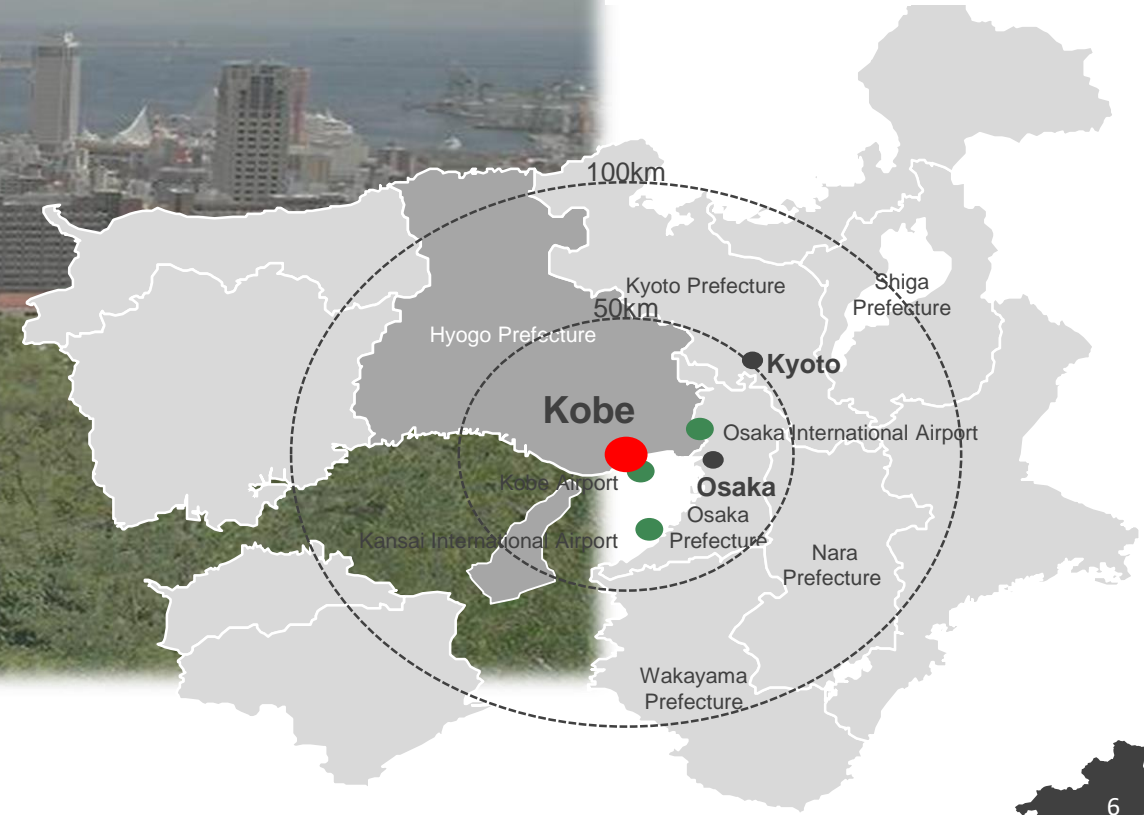 100km
Kyoto Prefecture
Shiga
Prefecture
50km
Hyogo Prefecture
Kyoto
Kobe
Osaka International Airport
Kobe Airport
Osaka
Osaka
Prefecture
Kansai International Airport
Nara
Prefecture
Wakayama
Prefecture
6